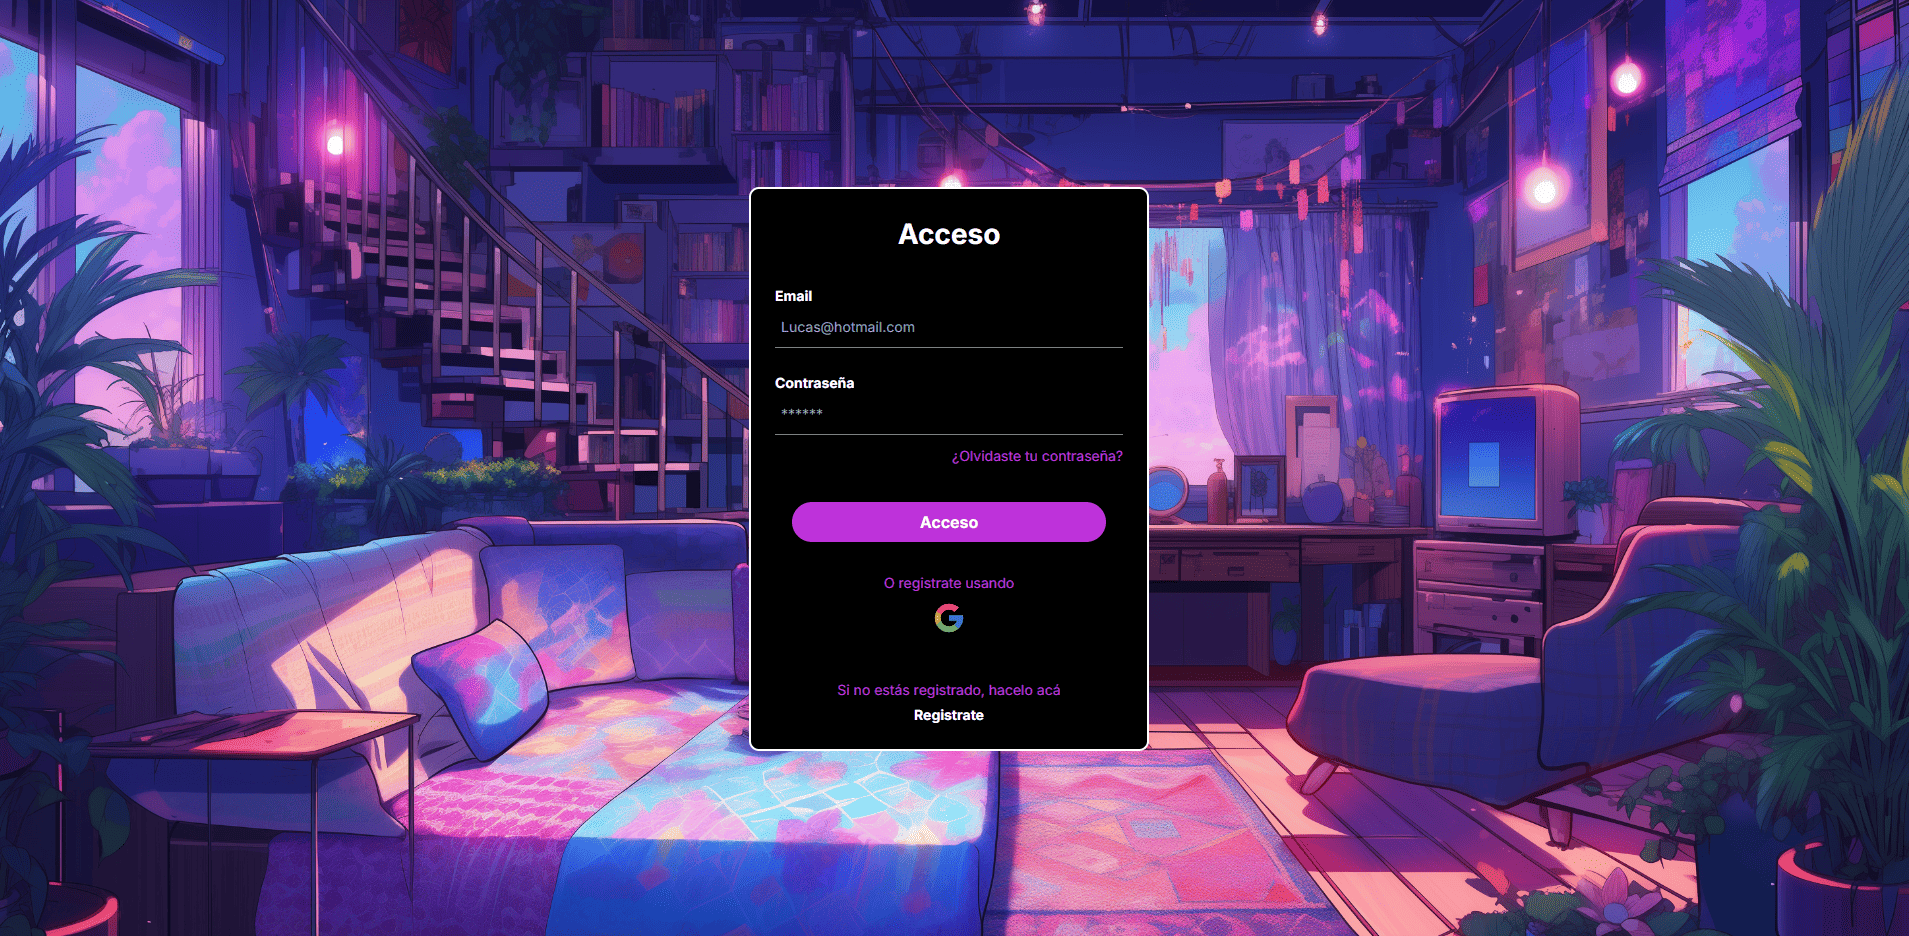 Acceso
Email
Lucas@hotmail.com
Contraseña
******
¿Olvidaste tu contraseña?
Acceso
O registrate usando
Si no estás registrado, hacelo acá
Registrate